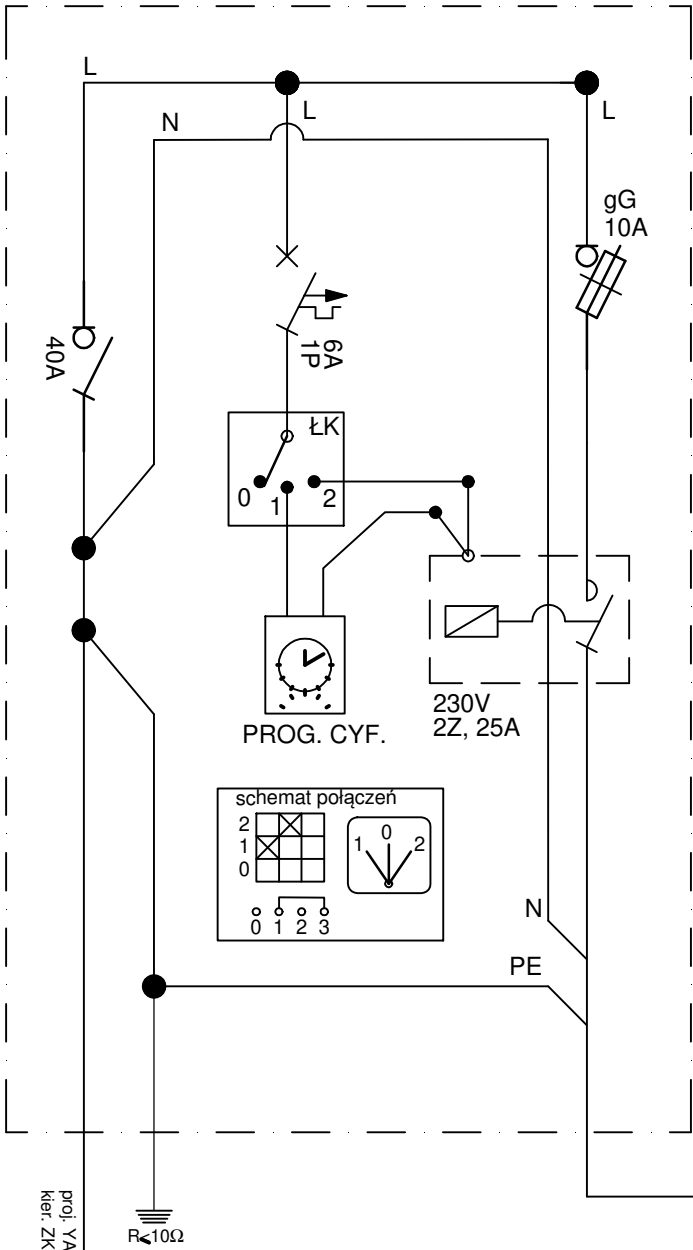 L
L
L
N
gG
10A
40A
6A
1P
ŁK
0
1
2
PROG. CYF.
230V
2Z, 25A
schemat połączeń
2
1
0
1
0
2
0 1 2 3
N
PE
proj. YA
kier. ZK
R<10Ω